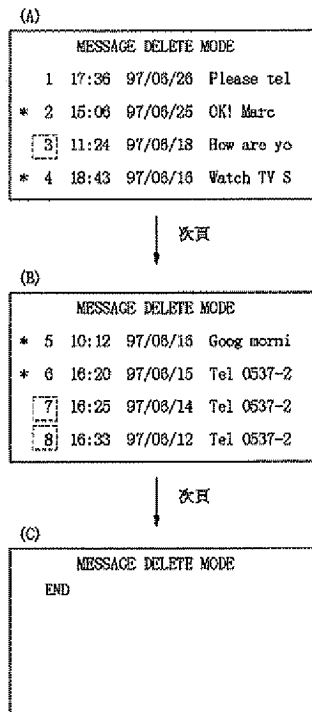 (A)
MESSAGE DELETE MODE
1 17:36 97/06/26 Please tel
* 2 15:06 97/06/25 OK! Marc
3 11:24 97/06/18 How are yo
* 4 18:43 97/06/16 Watch TV S
次頁
(B)
MESSAGE DELETE MODE
* 5 10:12 97/06/16 Goog morni
* 6 16:20 97/06/15 Tel 0537-2
7 16:25 97/06/14 Tel 0537-2
8 16:33 97/06/12 Tel 0537-2
次頁
(C)
MESSAGE DELETE MODE
END